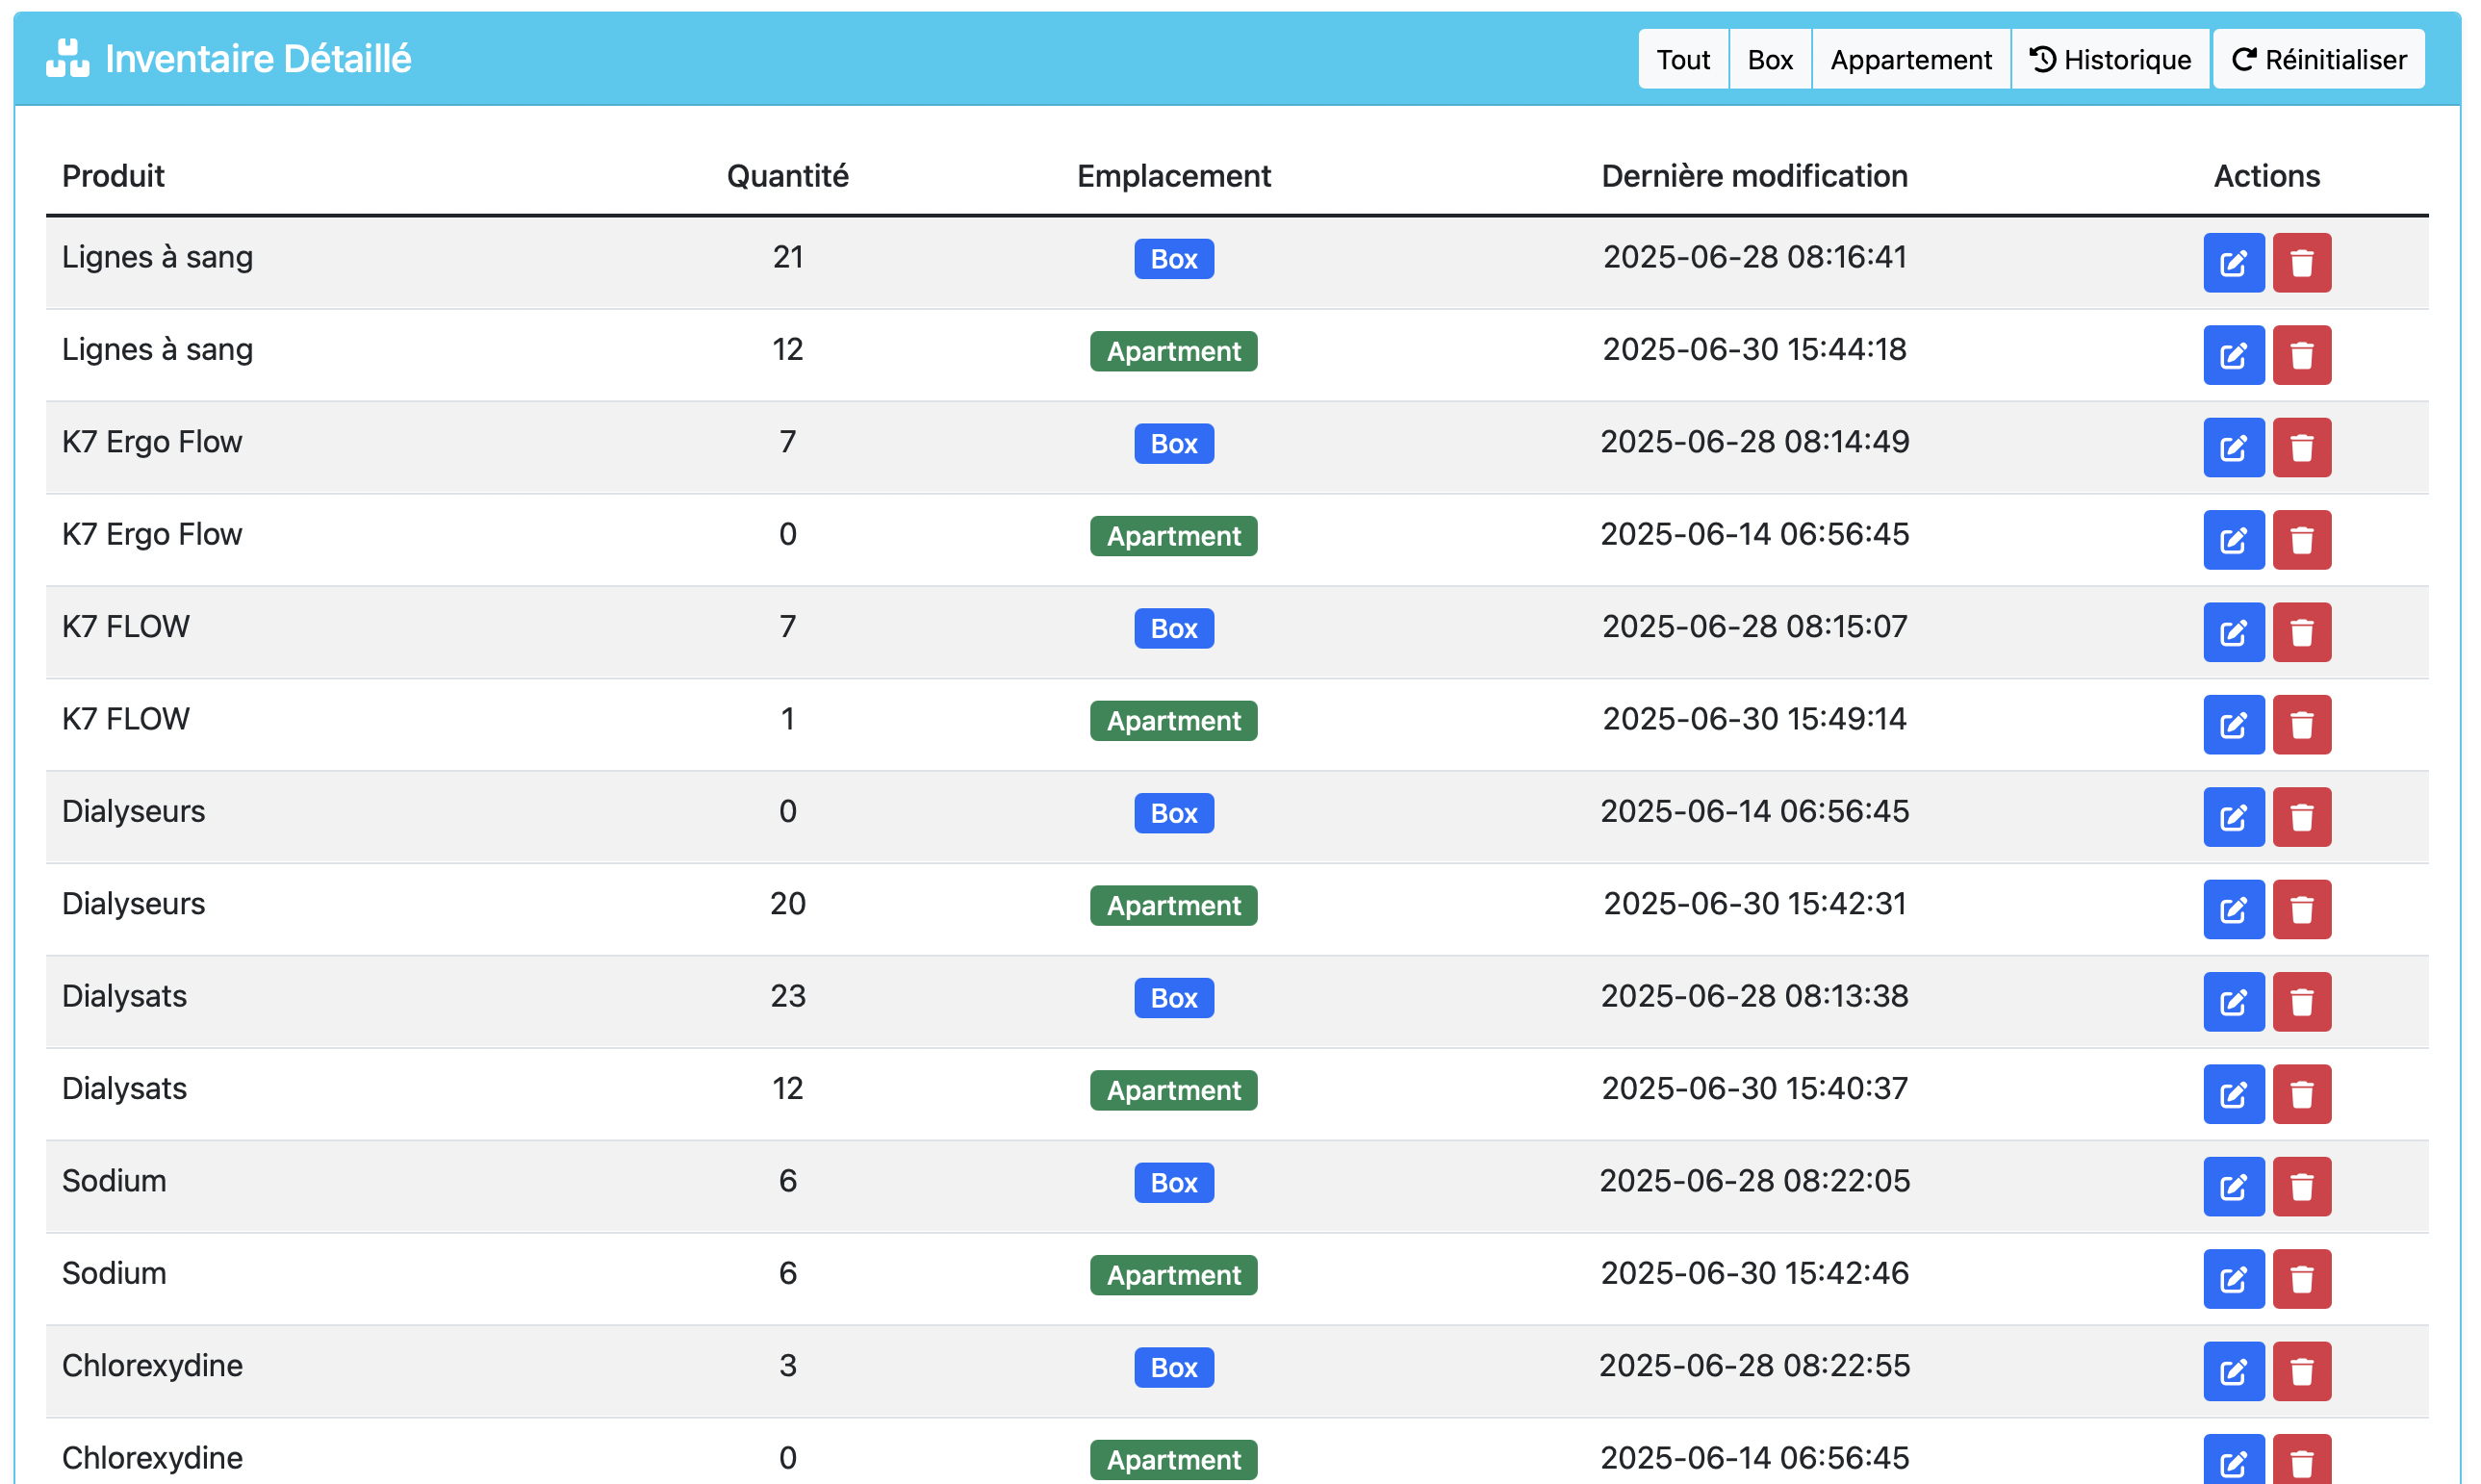 Inventaire Détaillé Tout Box Appartement Historique Réinitialiser
Produit Quantité Emplacement Dernière modification Actions
Lignes à sang 21 Box 2025-06-28 08:16:41
Lignes à sang 12 Apartment 2025-06-30 15:44:18
K7 Ergo Flow 7 Box 2025-06-28 08:14:49
K7 Ergo Flow 0 Apartment 2025-06-14 06:56:45
K7 FLOW 7 Box 2025-06-28 08:15:07
K7 FLOW 1 Apartment 2025-06-30 15:49:14
Dialyseurs 0 Box 2025-06-14 06:56:45
Dialyseurs 20 Apartment 2025-06-30 15:42:31
Dialysats 23 Box 2025-06-28 08:13:38
Dialysats 12 Apartment 2025-06-30 15:40:37
Sodium 6 Box 2025-06-28 08:22:05
Sodium 6 Apartment 2025-06-30 15:42:46
Chlorexydine 3 Box 2025-06-28 08:22:55
Chlorexydine 0 Apartment 2025-06-14 06:56:45